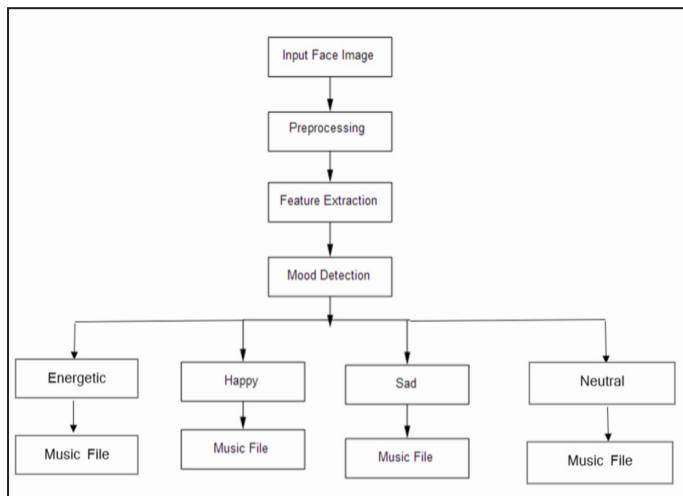 Input Face Image
Preprocessing
Feature Extraction
Mood Detection
Energetic
Happy
Sad
Neutral
Music File
Music File
Music File
Music File